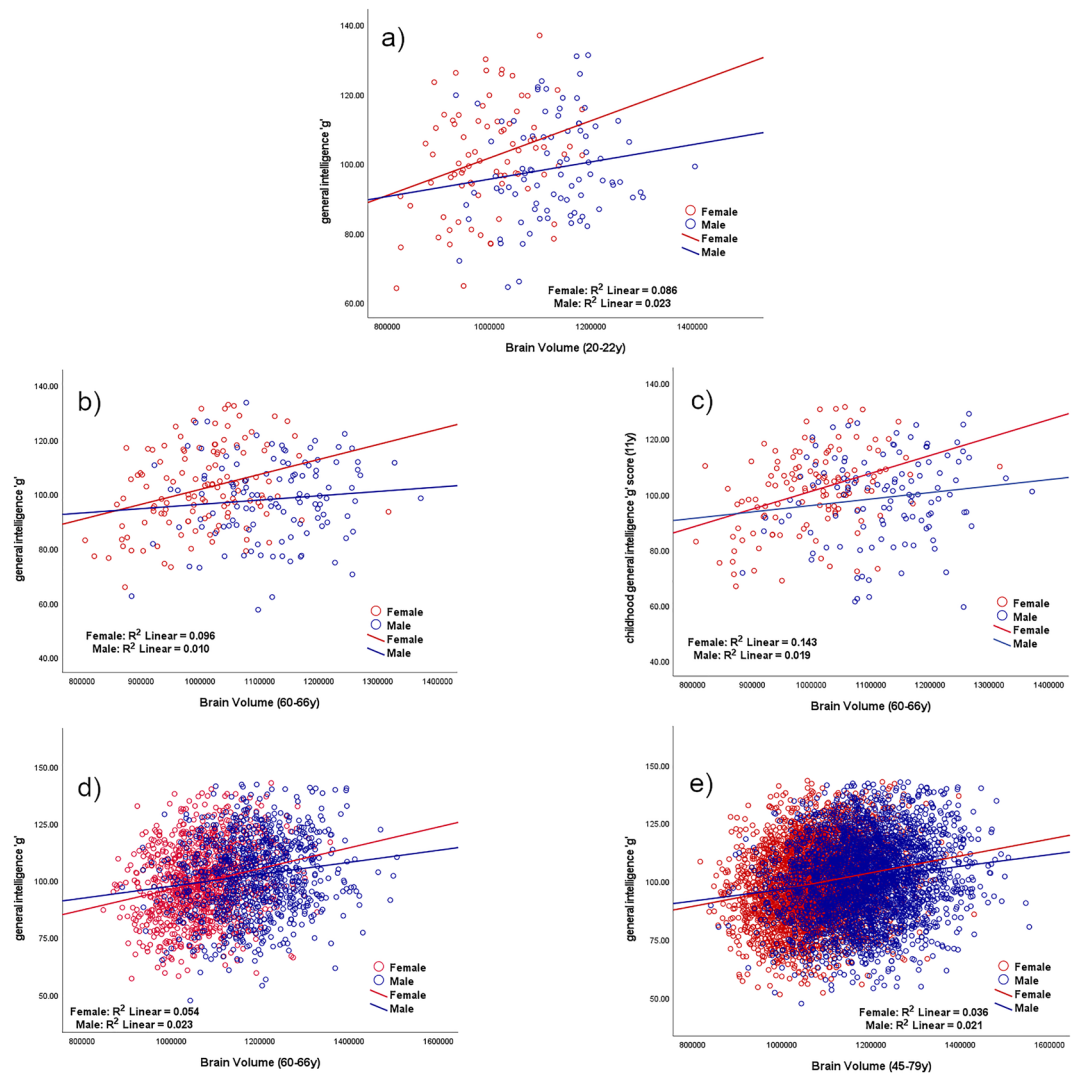 a)
general intelligence 'g'
140.00
120.00
100.00
80.00
60.00
Female
Male
Female
Male
Female: R² Linear = 0.086
Male: R² Linear = 0.023
800000 1000000 1200000 1400000
Brain Volume (20-22y)
b)
general intelligence 'g'
140.00
120.00
100.00
80.00
60.00
40.00
Female
Male
Female
Male
Female: R² Linear = 0.096
Male: R² Linear = 0.010
800000 900000 1000000 1100000 1200000 1300000 1400000
Brain Volume (60-66y)
c)
childhood general intelligence 'g' score (11y)
140.00
120.00
100.00
80.00
60.00
40.00
Female
Male
Female
Male
Female: R² Linear = 0.143
Male: R² Linear = 0.019
800000 900000 1000000 1100000 1200000 1300000 1400000
Brain Volume (60-66y)
d)
general intelligence 'g'
150.00
125.00
100.00
75.00
50.00
Female
Male
Female
Male
Female: R² Linear = 0.054
Male: R² Linear = 0.023
800000 1000000 1200000 1400000 1600000
Brain Volume (60-66y)
e)
general intelligence 'g'
150.00
125.00
100.00
75.00
50.00
Female
Male
Female
Male
Female: R² Linear = 0.036
Male: R² Linear = 0.021
800000 1000000 1200000 1400000 1600000
Brain Volume (45-79y)